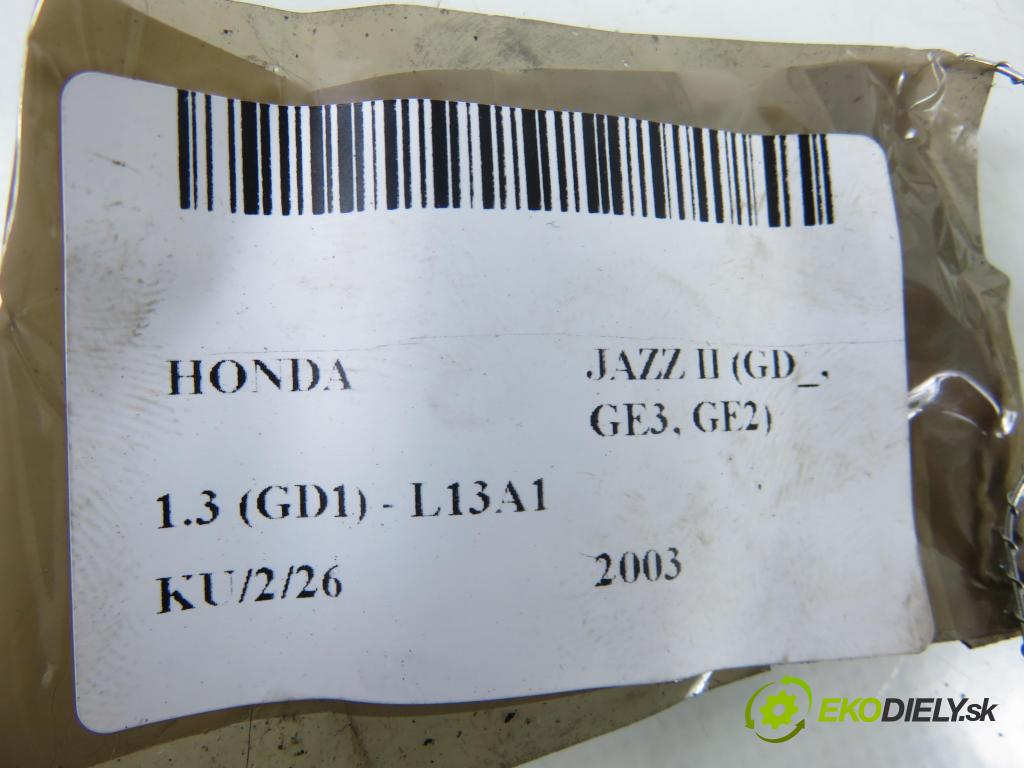 HONDA
JAZZ II (GD_,
GE3, GE2)
1.3 (GD1) - L13A1
KU/2/26
2003
EKODIELY.sk